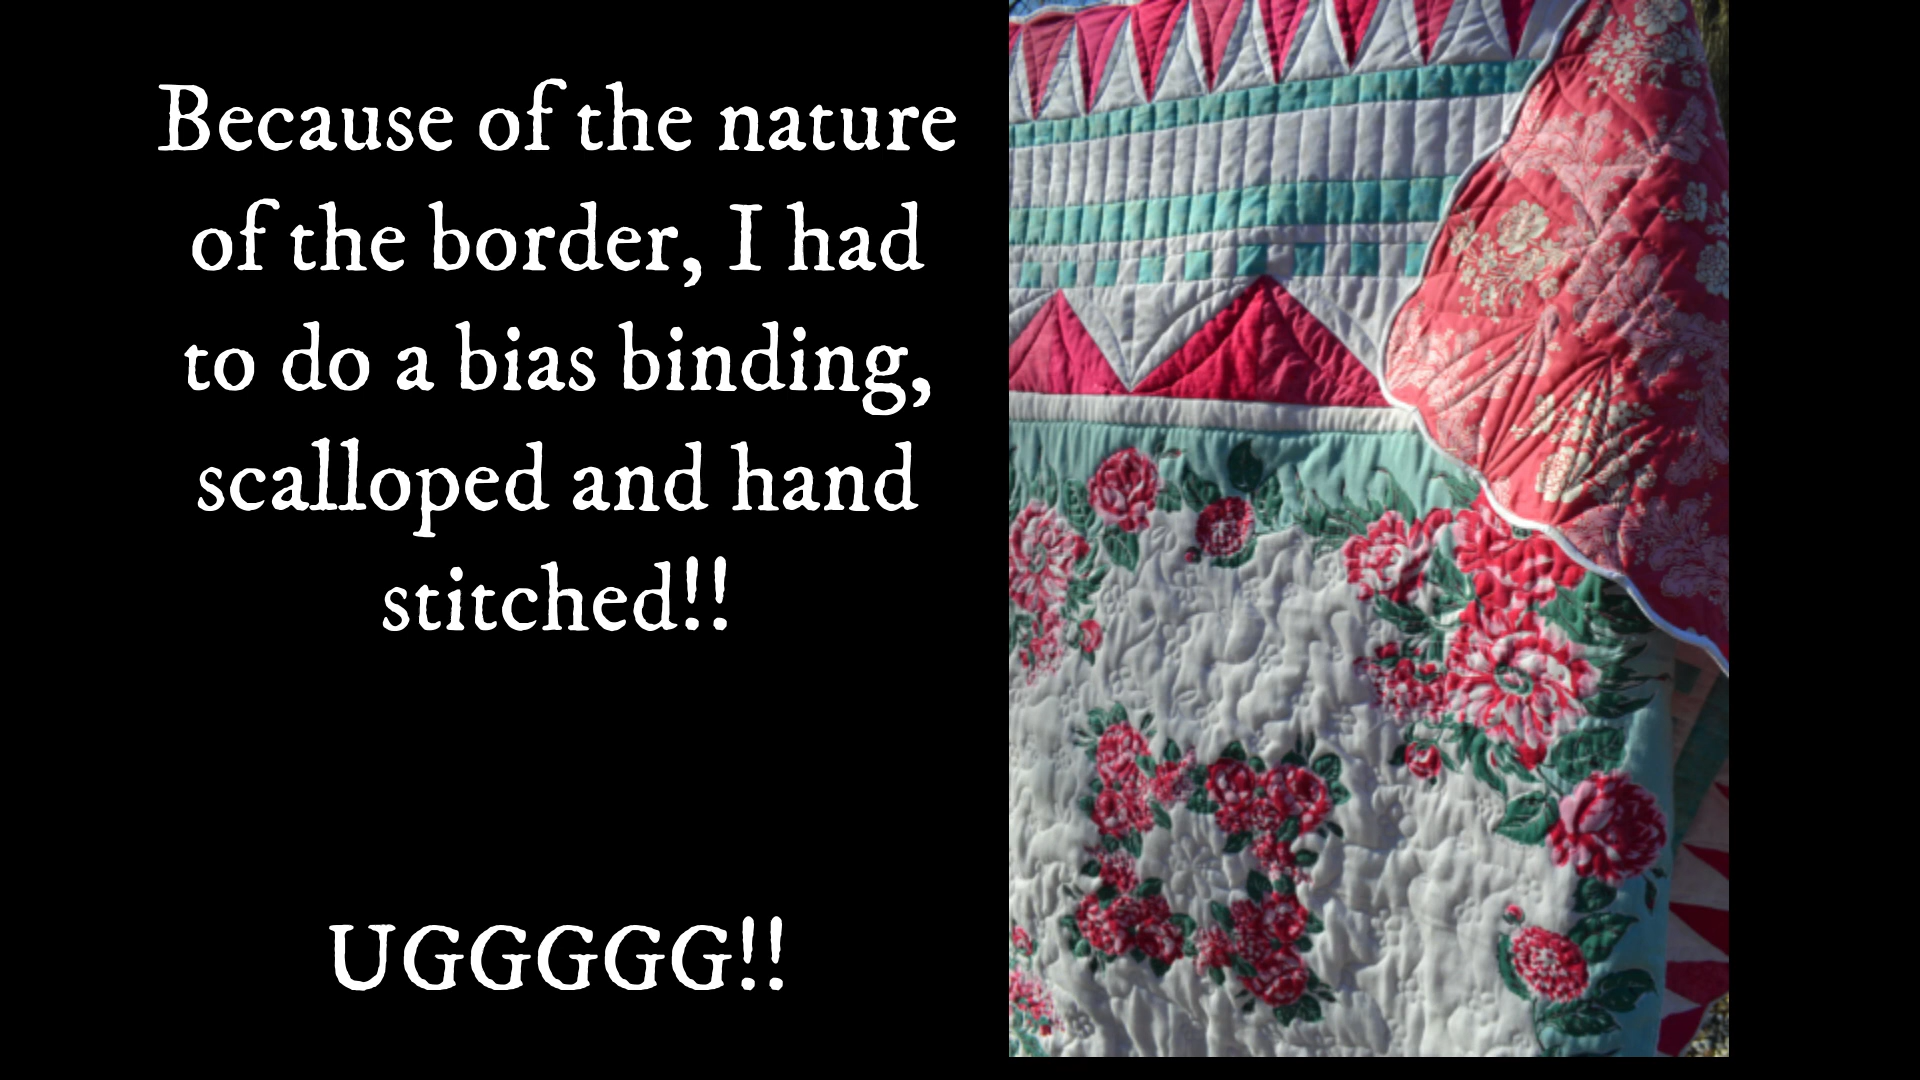 Because of the nature
of the border, I had
to do a bias binding,
scalloped and hand
stitched!!
UGGGGG!!